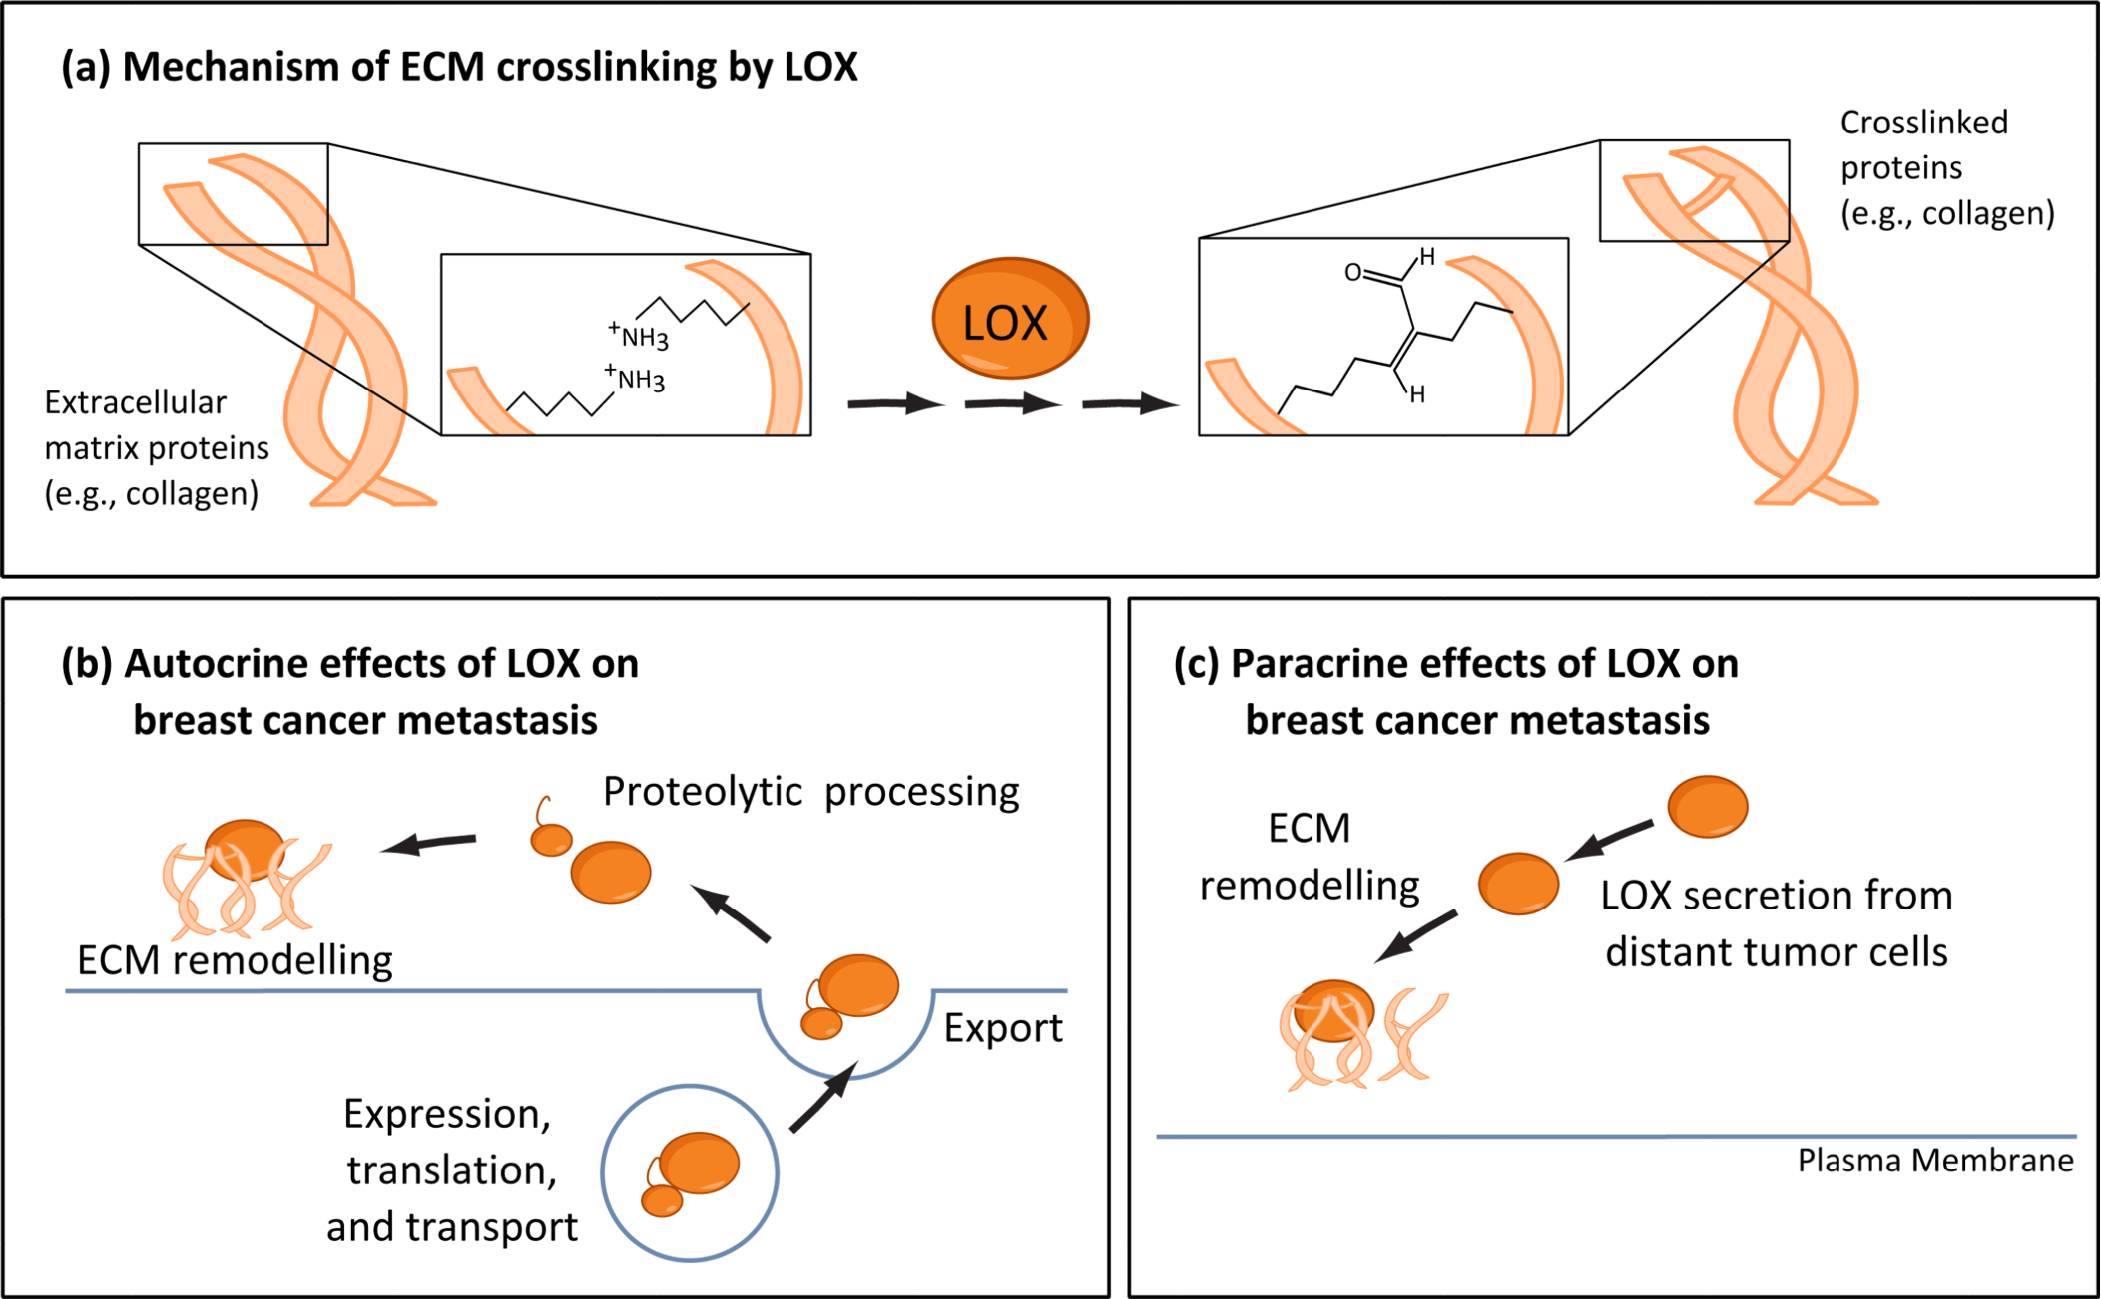 (a) Mechanism of ECM crosslinking by LOX
Extracellular
matrix proteins
(e.g., collagen)
+NH3
+NH3
LOX
O
H
H
Crosslinked
proteins
(e.g., collagen)
(b) Autocrine effects of LOX on
breast cancer metastasis
Proteolytic processing
ECM remodelling
Export
Expression,
translation,
and transport
(c) Paracrine effects of LOX on
breast cancer metastasis
ECM
remodelling
LOX secretion from
distant tumor cells
Plasma Membrane